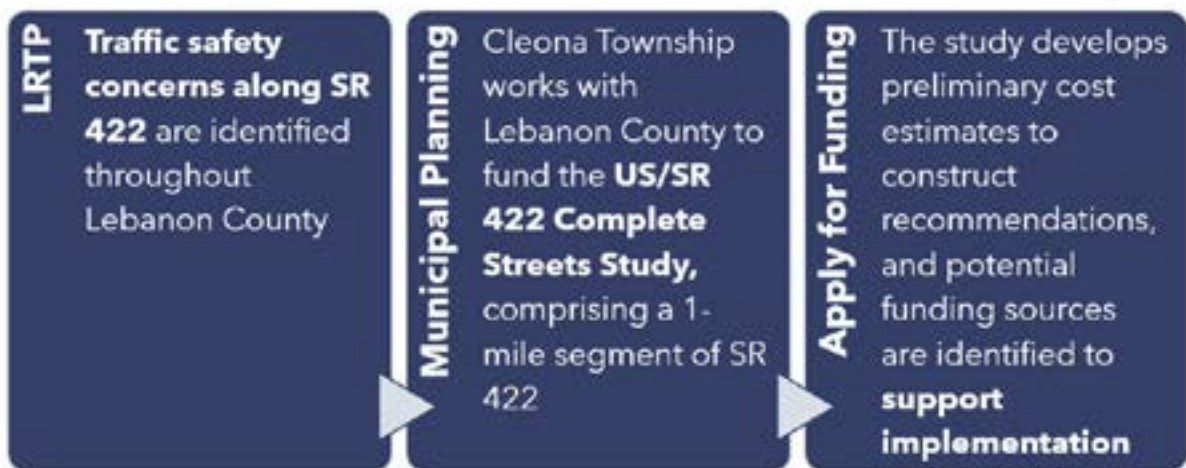 LRTP
Traffic safety
concerns along SR
422 are identified
throughout
Lebanon County
Municipal Planning
Cleona Township
works with
Lebanon County to
fund the US/SR
422 Complete
Streets Study,
comprising a 1-
mile segment of SR
422
Apply for Funding
The study develops
preliminary cost
estimates to
construct
recommendations,
and potential
funding sources
are identified to
support
implementation